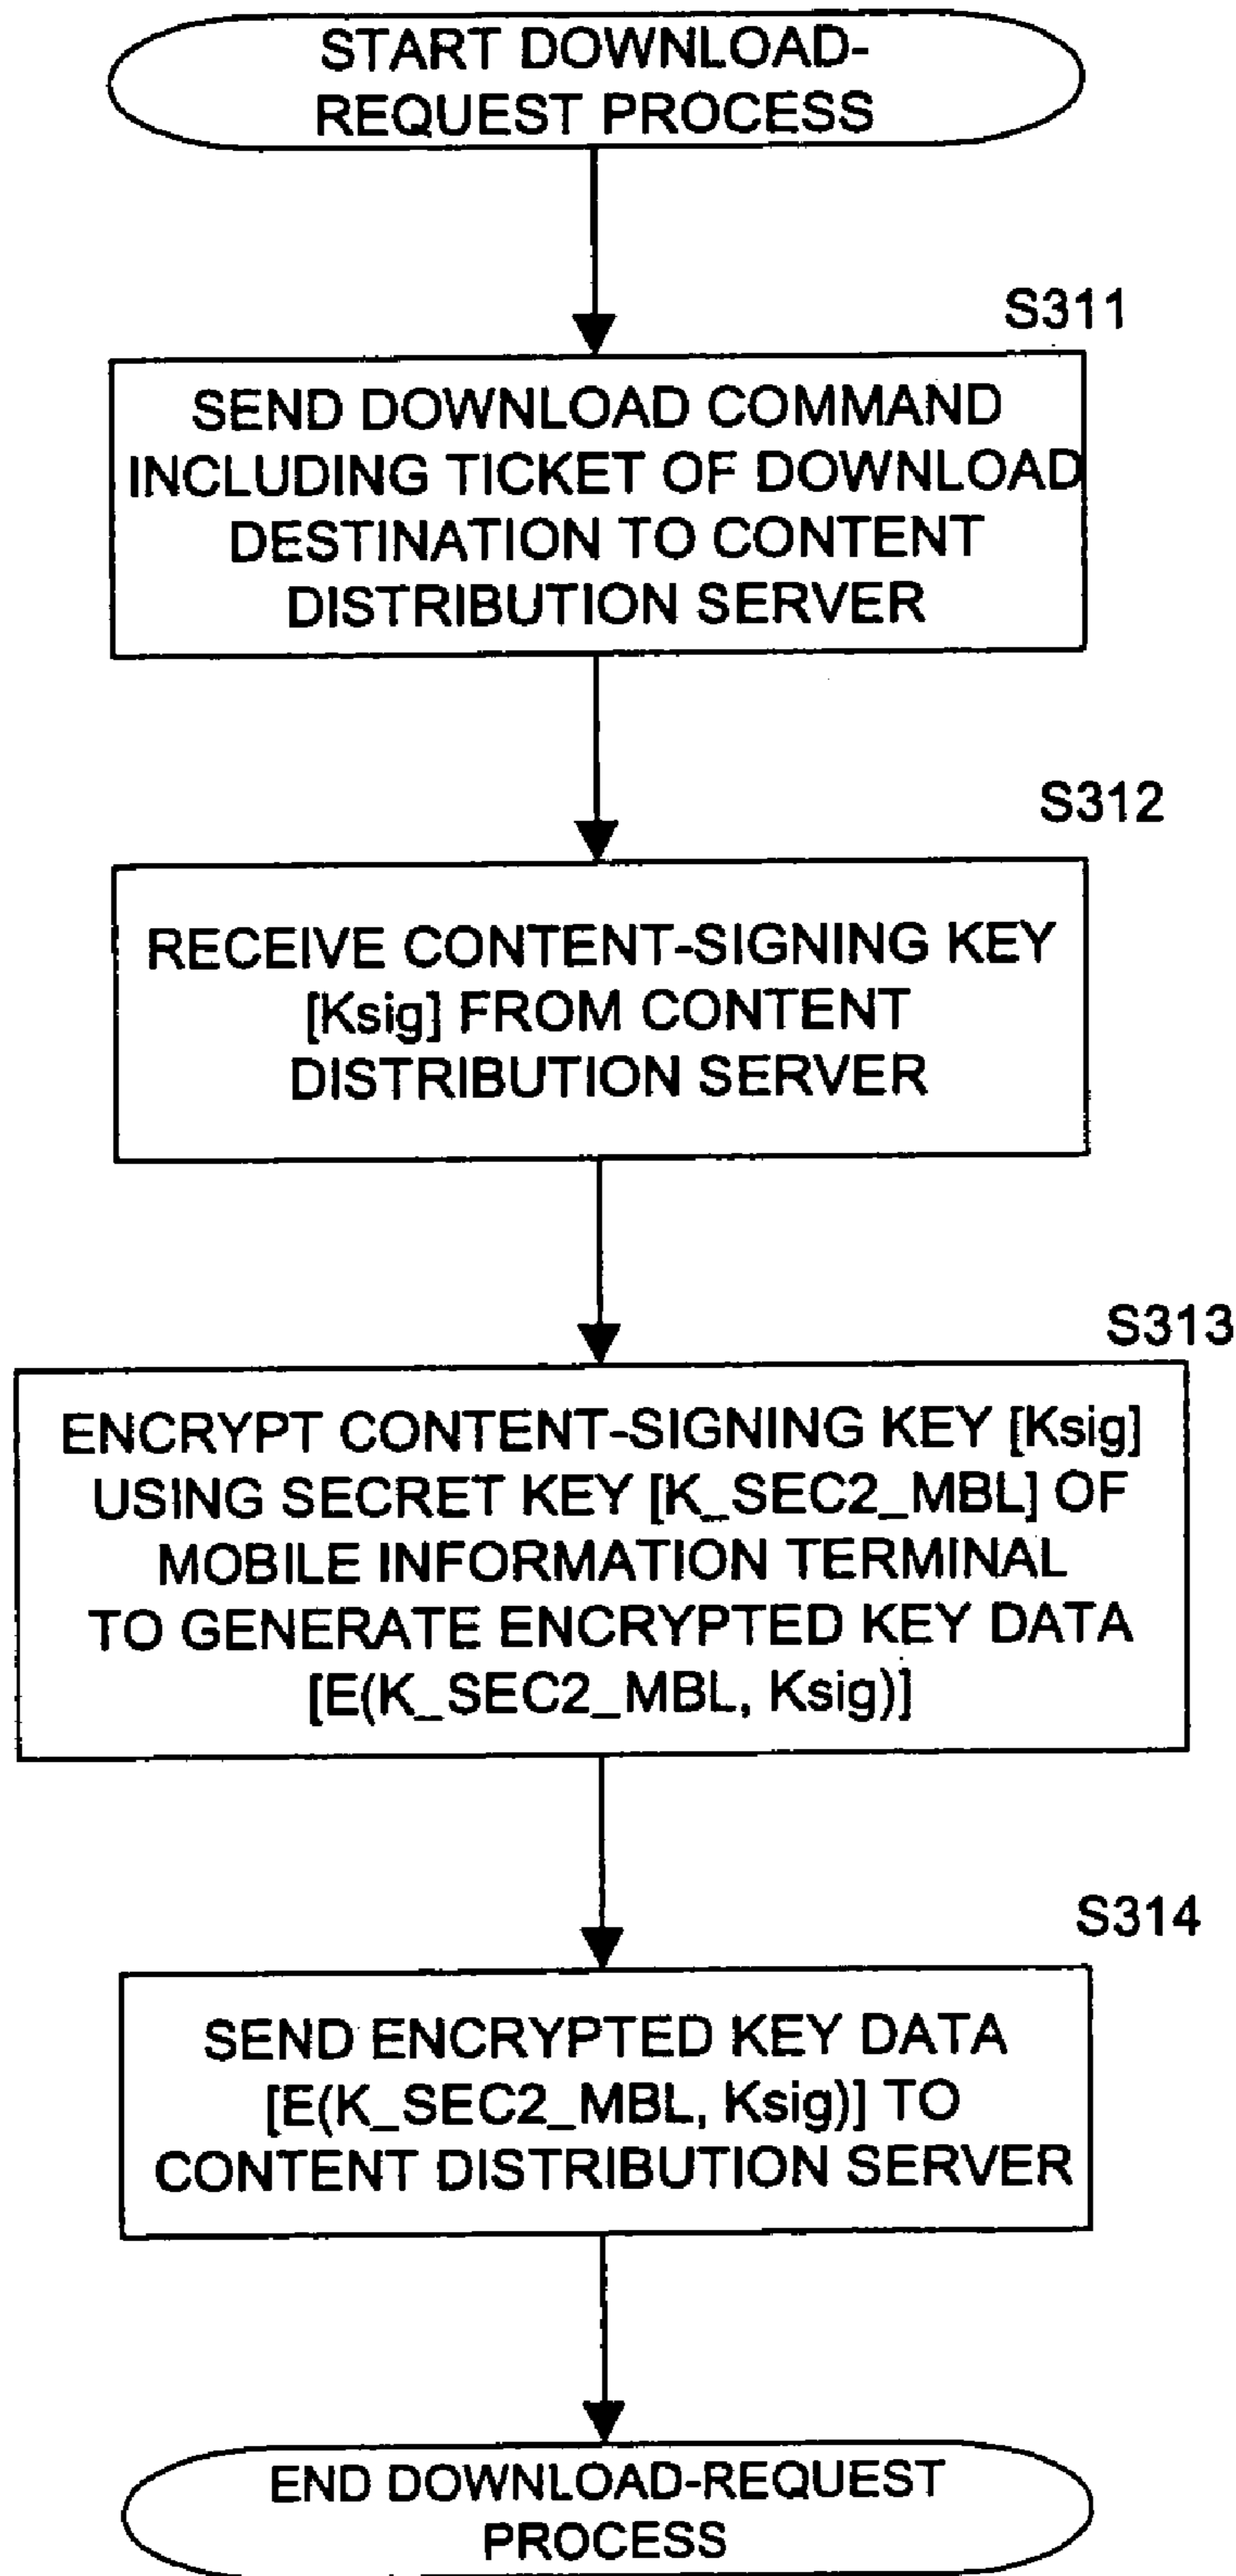 START DOWNLOAD-
REQUEST PROCESS
S311
SEND DOWNLOAD COMMAND
INCLUDING TICKET OF DOWNLOAD
DESTINATION TO CONTENT
DISTRIBUTION SERVER
S312
RECEIVE CONTENT-SIGNING KEY
[Ksig] FROM CONTENT
DISTRIBUTION SERVER
S313
ENCRYPT CONTENT-SIGNING KEY [Ksig]
USING SECRET KEY [K_SEC2_MBL] OF
MOBILE INFORMATION TERMINAL
TO GENERATE ENCRYPTED KEY DATA
[E(K_SEC2_MBL, Ksig)]
S314
SEND ENCRYPTED KEY DATA
[E(K_SEC2_MBL, Ksig)] TO
CONTENT DISTRIBUTION SERVER
END DOWNLOAD-REQUEST
PROCESS